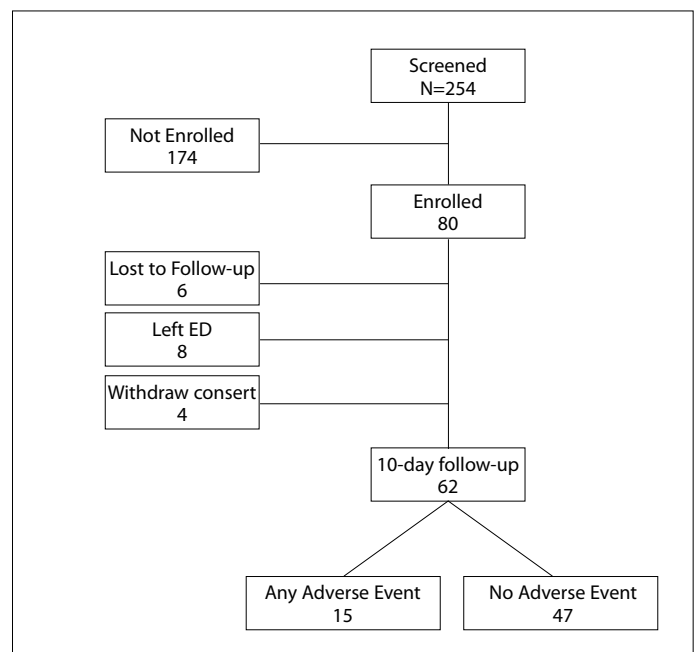 Screened
N=254
Not Enrolled
174
Enrolled
80
Lost to Follow-up
6
Left ED
8
Withdraw consert
4
10-day follow-up
62
Any Adverse Event
15
No Adverse Event
47